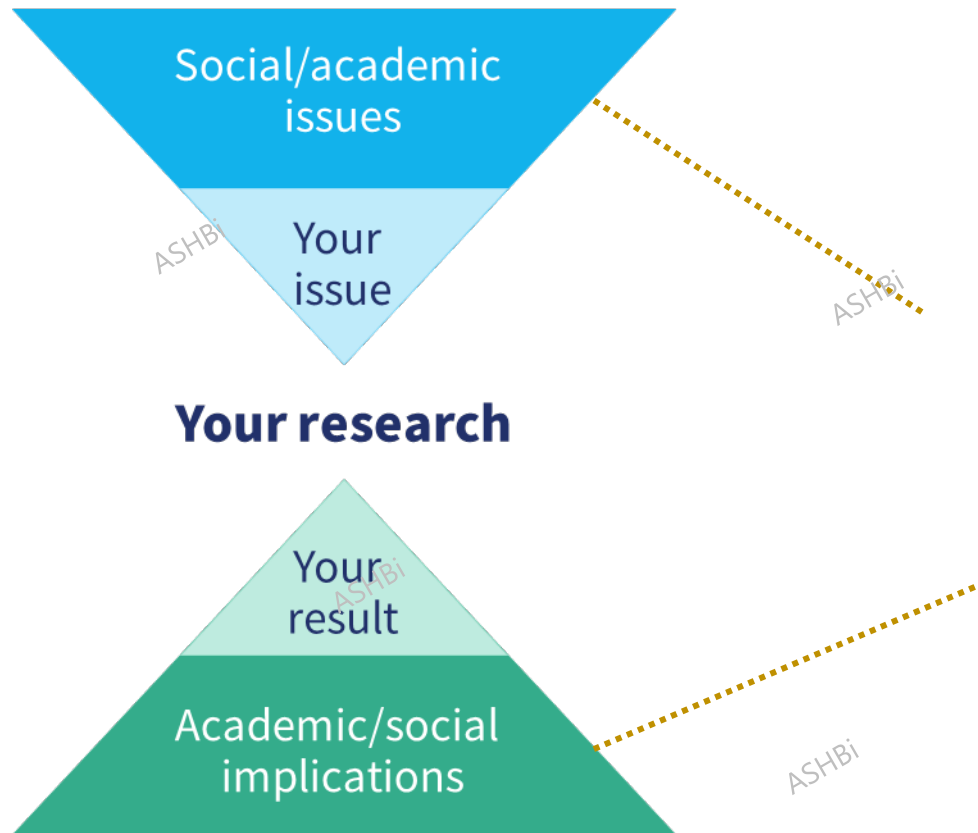 Social/academic
issues
Your
issue
ASHBi
ASHBi
Your research
Your
result
ASHBi
Academic/social
implications
ASHBi